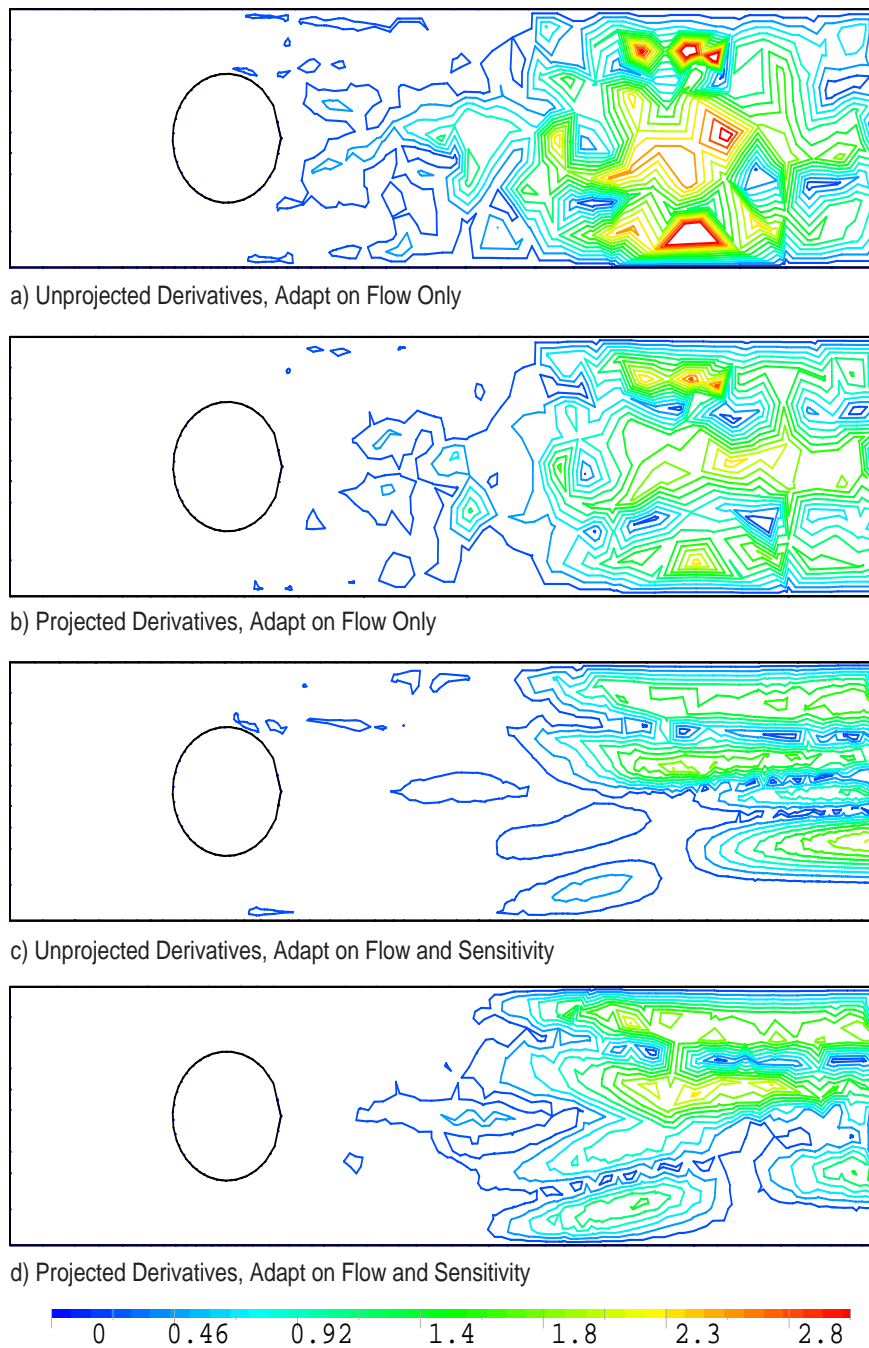 a) Unprojected Derivatives, Adapt on Flow Only
b) Projected Derivatives, Adapt on Flow Only
c) Unprojected Derivatives, Adapt on Flow and Sensitivity
d) Projected Derivatives, Adapt on Flow and Sensitivity
0 0.46 0.92 1.4 1.8 2.3 2.8